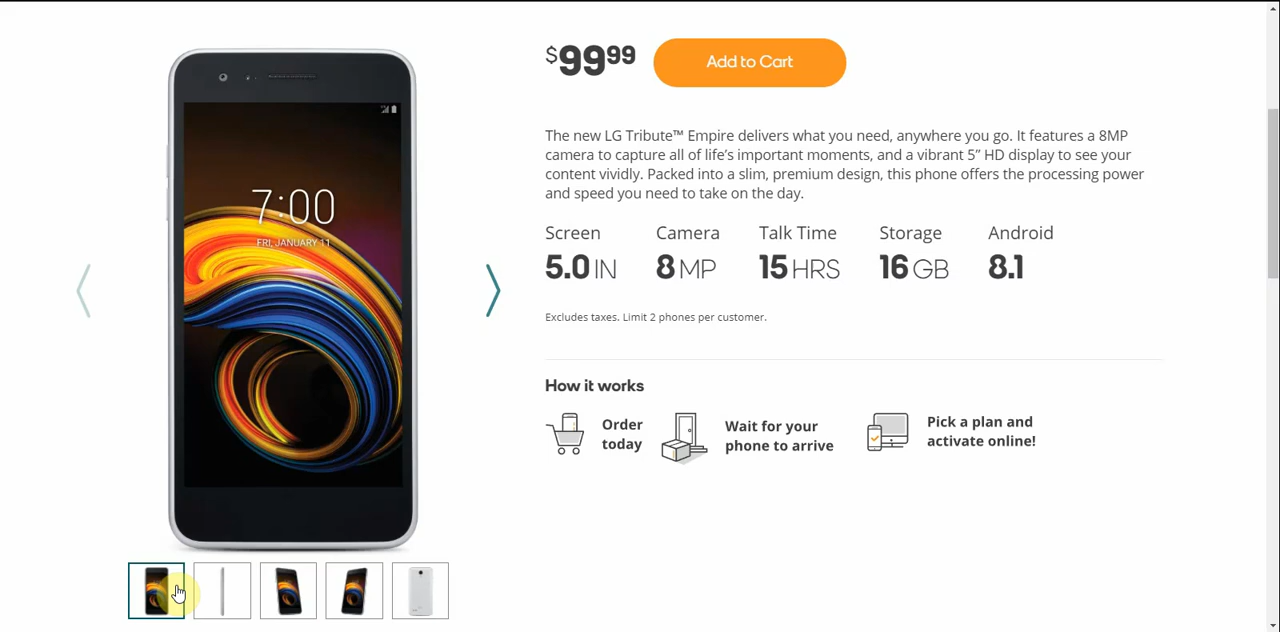 $9999
Add to Cart
The new LG Tribute™ Empire delivers what you need, anywhere you go. It features a 8MP
camera to capture all of life's important moments, and a vibrant 5” HD display to see your
content vividly. Packed into a slim, premium design, this phone offers the processing power
and speed you need to take on the day.
Screen Camera Talk Time Storage Android
5.0 IN 8 MP 15 HRS 16 GB 8.1
Excludes taxes. Limit 2 phones per customer.
How it works
Order
today
Wait for your
phone to arrive
Pick a plan and
activate online!
7:00
FRI, JANUARY 11